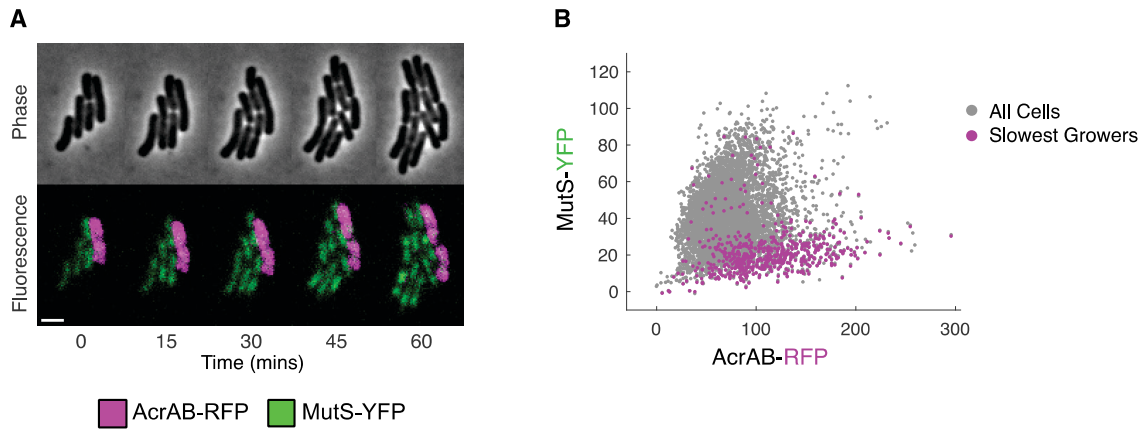 A
Phase
Fluorescence
0 15 30 45 60
Time (mins)
AcrAB-RFP MutS-YFP
B
MutS-YFP
120
100
80
60
40
20
0
0 100 200 300
AcrAB-RFP
All Cells
Slowest Growers